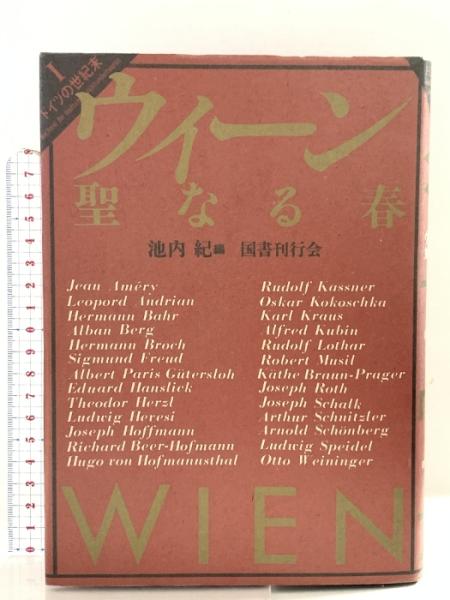 I
ドイツの世紀末
ウィーン
聖なる春
池内 紀 編 国書刊行会
Jean Améry
Leopord Andrian
Hermann Bahr
Alban Berg
Hermann Broch
Sigmund Freud
Albert Paris Gütersloh
Eduard Hanslick
Theodor Herzl
Ludwig Hevesi
Joseph Hoffmann
Richard Beer-Hofmann
Hugo von Hofmannsthal
Rudolf Kassner
Oskar Kokoschka
Karl Kraus
Alfred Kubin
Rudolf Lothar
Robert Musil
Käthe Braun-Prager
Joseph Roth
Joseph Schalk
Arthur Schnitzler
Arnold Schönberg
Ludwig Speidel
Otto Weininger
WIEN